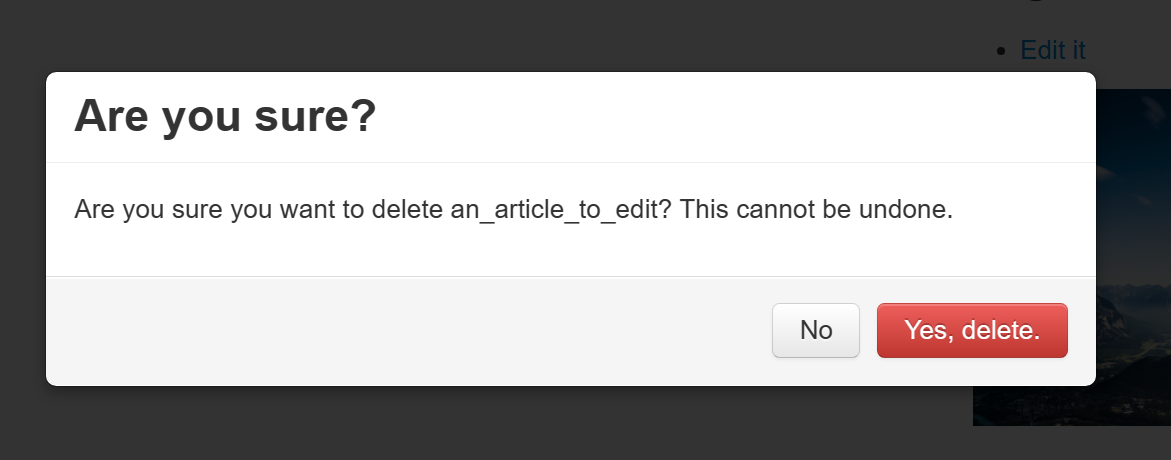 Edit it
Are you sure?
Are you sure you want to delete an_article_to_edit? This cannot be undone.
No
Yes, delete.